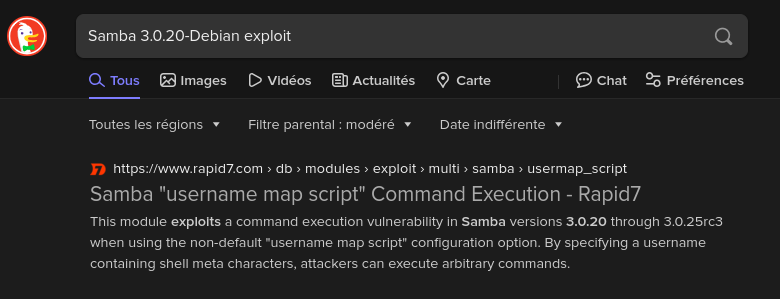 Samba 3.0.20-Debian exploit
Tous Images Vidéos Actualités Carte Chat Préférences
Toutes les régions Filtre parental : modéré Date indifférente
https://www.rapid7.com › db › modules › exploit › multi › samba › usermap_script
Samba "username map script" Command Execution - Rapid7
This module exploits a command execution vulnerability in Samba versions 3.0.20 through 3.0.25rc3
when using the non-default "username map script" configuration option. By specifying a username
containing shell meta characters, attackers can execute arbitrary commands.